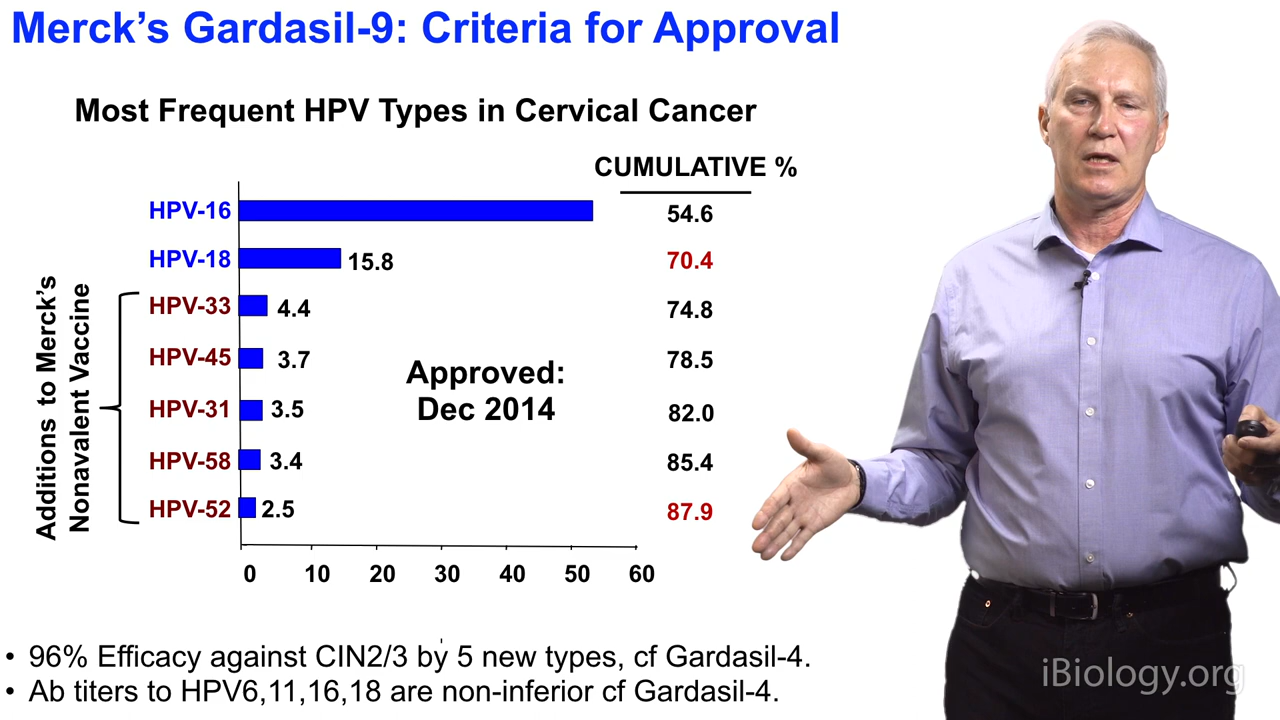 Merck's Gardasil-9: Criteria for Approval
Most Frequent HPV Types in Cervical Cancer
CUMULATIVE %
HPV-16 54.6
HPV-18 15.8 70.4
HPV-33 4.4 74.8
HPV-45 3.7 78.5
HPV-31 3.5 82.0
HPV-58 3.4 85.4
HPV-52 2.5 87.9
Additions to Merck's
Nonavalent Vaccine
Approved:
Dec 2014
0 10 20 30 40 50 60
• 96% Efficacy against CIN2/3 by 5 new types, cf Gardasil-4.
• Ab titers to HPV6,11,16,18 are non-inferior cf Gardasil-4.
iBiology.org